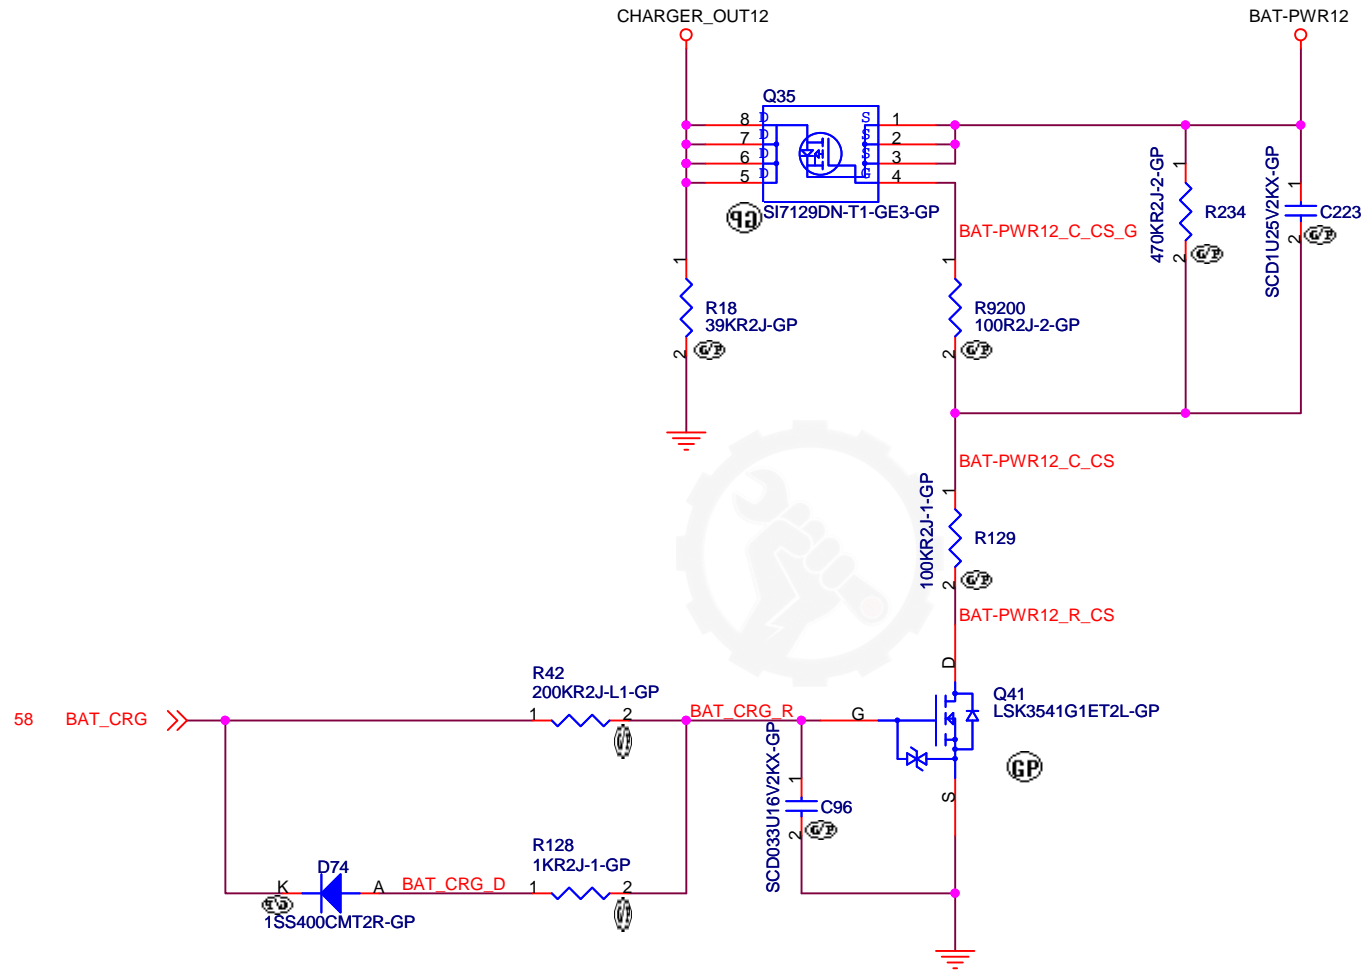 CHARGER_OUT12
BAT-PWR12
Q35
8 D S 1
7 D S 2
6 D S 3
5 D G 4
SI7129DN-T1-GE3-GP
GP
BAT-PWR12_C_CS_G
1
470KR2J-2-GP
R234
2
G/P
1
SCD1U25V2KX-GP
C223
2
G/P
1
R18
39KR2J-GP
2
G/P
1
R9200
100R2J-2-GP
2
G/P
BAT-PWR12_C_CS
1
100KR2J-1-GP
R129
2
G/P
BAT-PWR12_R_CS
D
Q41
LSK3541G1ET2L-GP
G
S
GP
58 BAT_CRG
R42
200KR2J-L1-GP
1 2
G/P
BAT_CRG_R
1
SCD033U16V2KX-GP
C96
2
G/P
R128
1KR2J-1-GP
1 2
G/P
D74
K A
BAT_CRG_D
G/P
1SS400CMT2R-GP